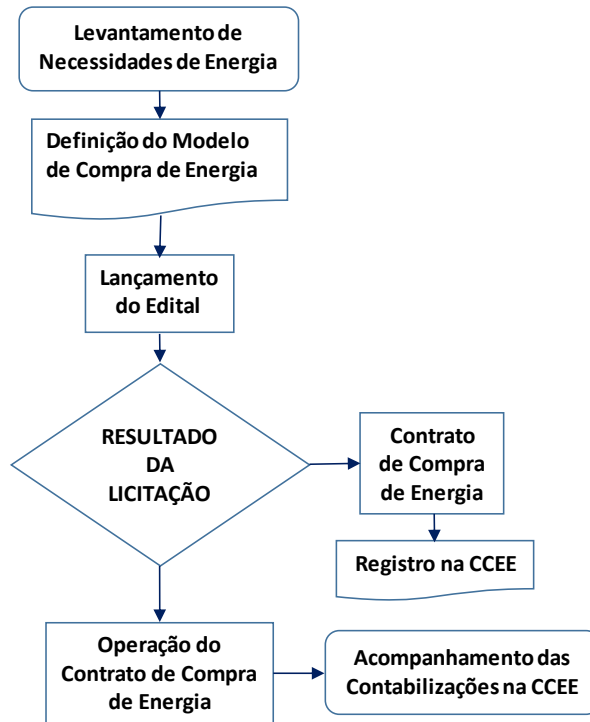 Levantamento de
Necessidades de Energia
Definição do Modelo
de Compra de Energia
Lançamento
do Edital
RESULTADO
DA
LICITAÇÃO
Contrato
de Compra
de Energia
Registro na CCEE
Operação do
Contrato de Compra
de Energia
Acompanhamento das
Contabilizações na CCEE